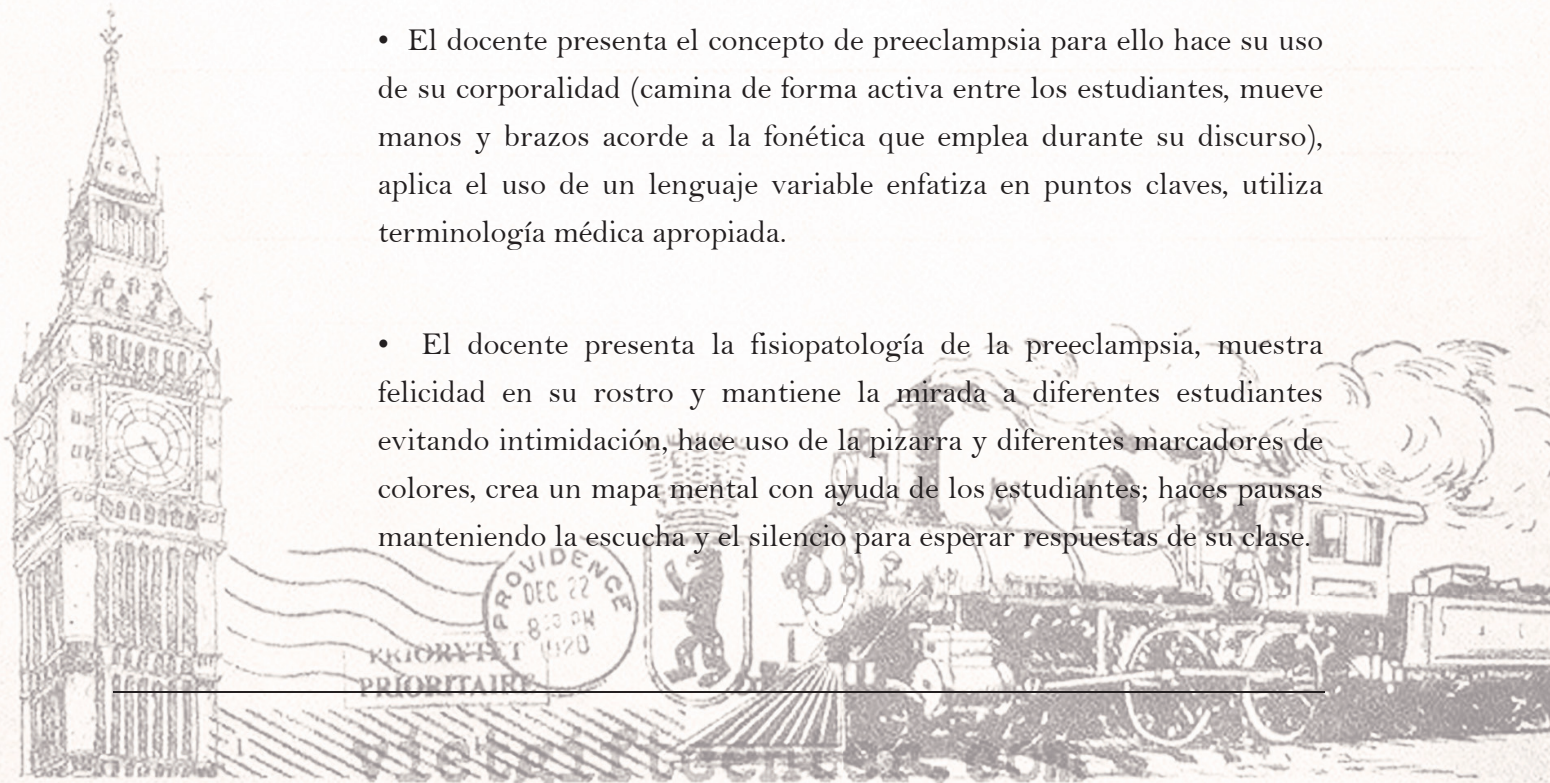 • El docente presenta el concepto de preeclampsia para ello hace su uso
de su corporalidad (camina de forma activa entre los estudiantes, mueve
manos y brazos acorde a la fonética que emplea durante su discurso),
aplica el uso de un lenguaje variable enfatiza en puntos claves, utiliza
terminología médica apropiada.
• El docente presenta la fisiopatología de la preeclampsia, muestra
felicidad en su rostro y mantiene la mirada a diferentes estudiantes
evitando intimidación, hace uso de la pizarra y diferentes marcadores de
colores, crea un mapa mental con ayuda de los estudiantes; haces pausas
manteniendo la escucha y el silencio para esperar respuestas de su clase.
PROVIDENCE
DEC 22
1920
PRIORITAIRE